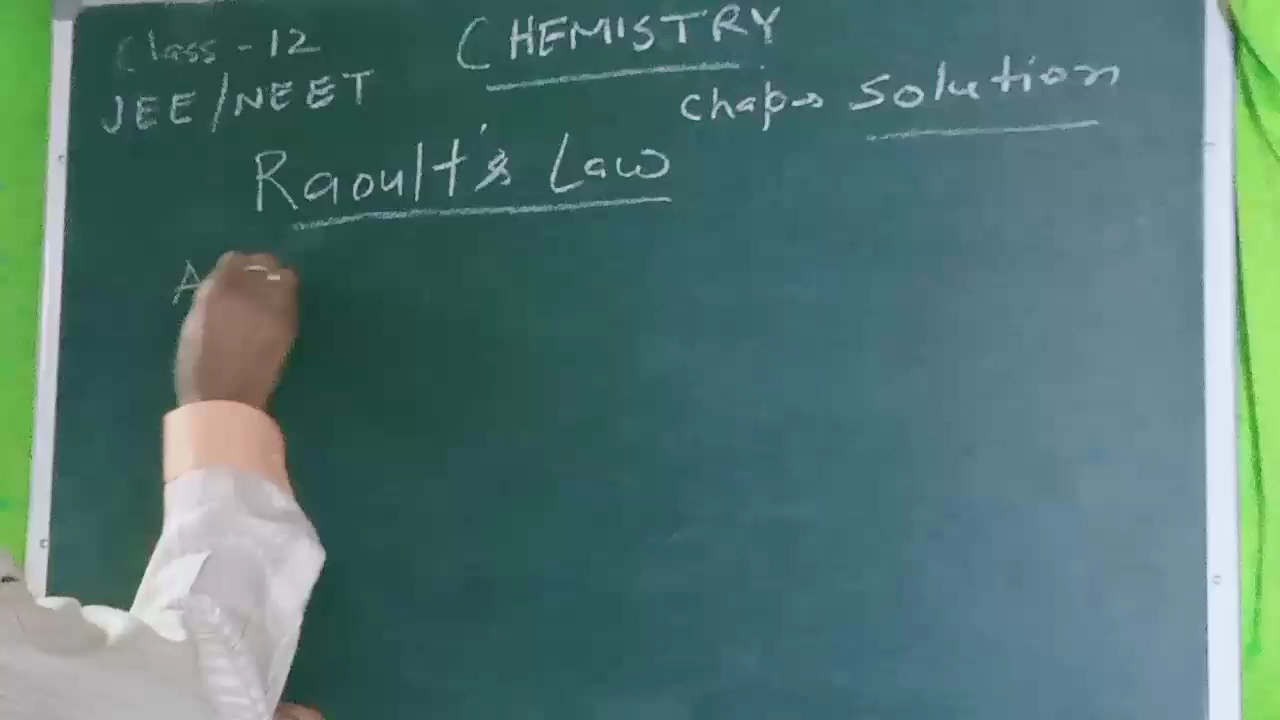 Class - 12
CHEMISTRY
JEE/NEET
Chap→ Solution
Raoult's Law
A